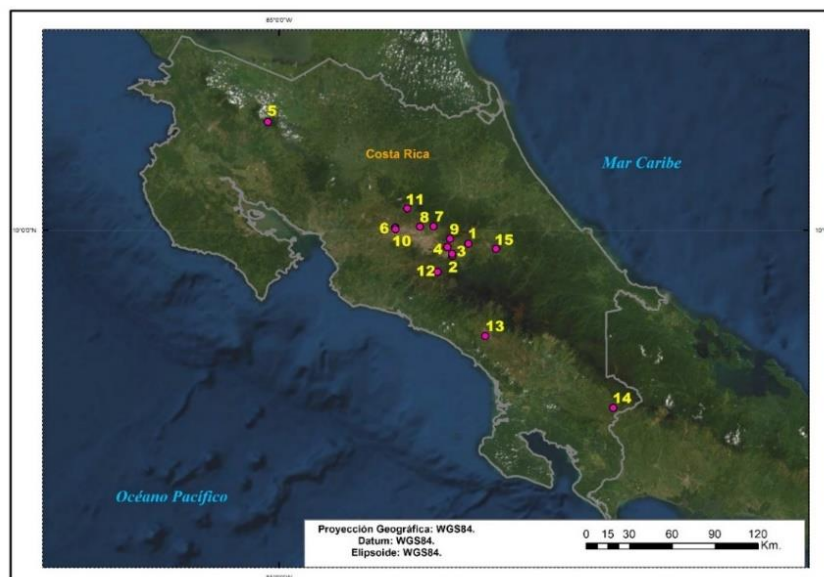 85°0'0"W
5
Costa Rica
Mar Caribe
11
8 7
6
9 1
10°0'0"N
10
4 3
15
12 2
13
14
Océano Pacífico
Proyección Geográfica: WGS84.
Datum: WGS84.
Elipsoide: WGS84.
0 15 30 60 90 120
Km.